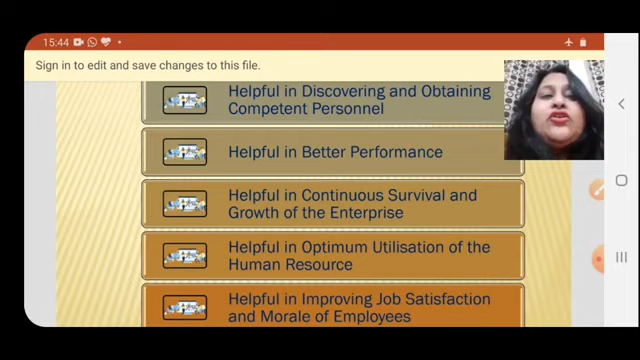 15:44
Sign in to edit and save changes to this file.
Helpful in Discovering and Obtaining
Competent Personnel
Helpful in Better Performance
Helpful in Continuous Survival and
Growth of the Enterprise
Helpful in Optimum Utilisation of the
Human Resource
Helpful in Improving Job Satisfaction
and Morale of Employees